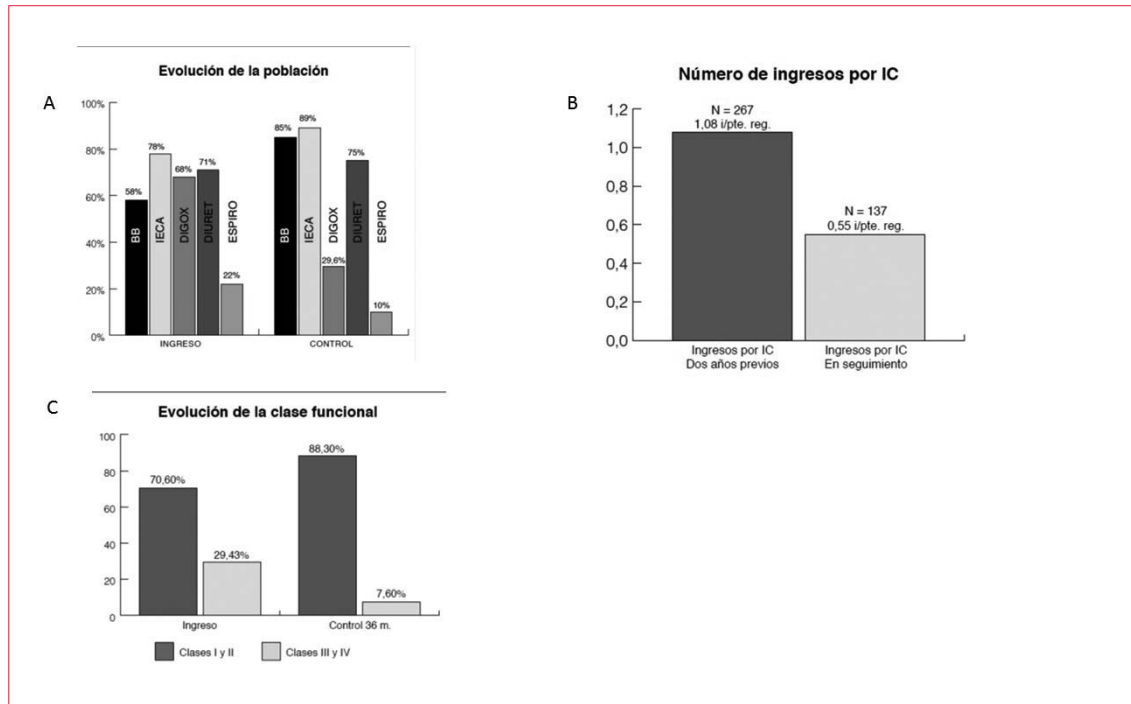 A
Evolución de la población
100%
80%
60%
40%
20%
0%
58%
78%
68%
71%
22%
BB
IECA
DIGOX
DIURET
ESPIRO
85%
89%
29,6%
75%
10%
BB
IECA
DIGOX
DIURET
ESPIRO
INGRESO
CONTROL
B
Número de ingresos por IC
1,2
1,0
0,8
0,6
0,4
0,2
0,0
N = 267
1,08 i/pte. reg.
N = 137
0,55 i/pte. reg.
Ingresos por IC
Dos años previos
Ingresos por IC
En seguimiento
C
Evolución de la clase funcional
100
80
60
40
20
0
70,60%
29,43%
88,30%
7,60%
Ingreso
Control 36 m.
Clases I y II
Clases III y IV